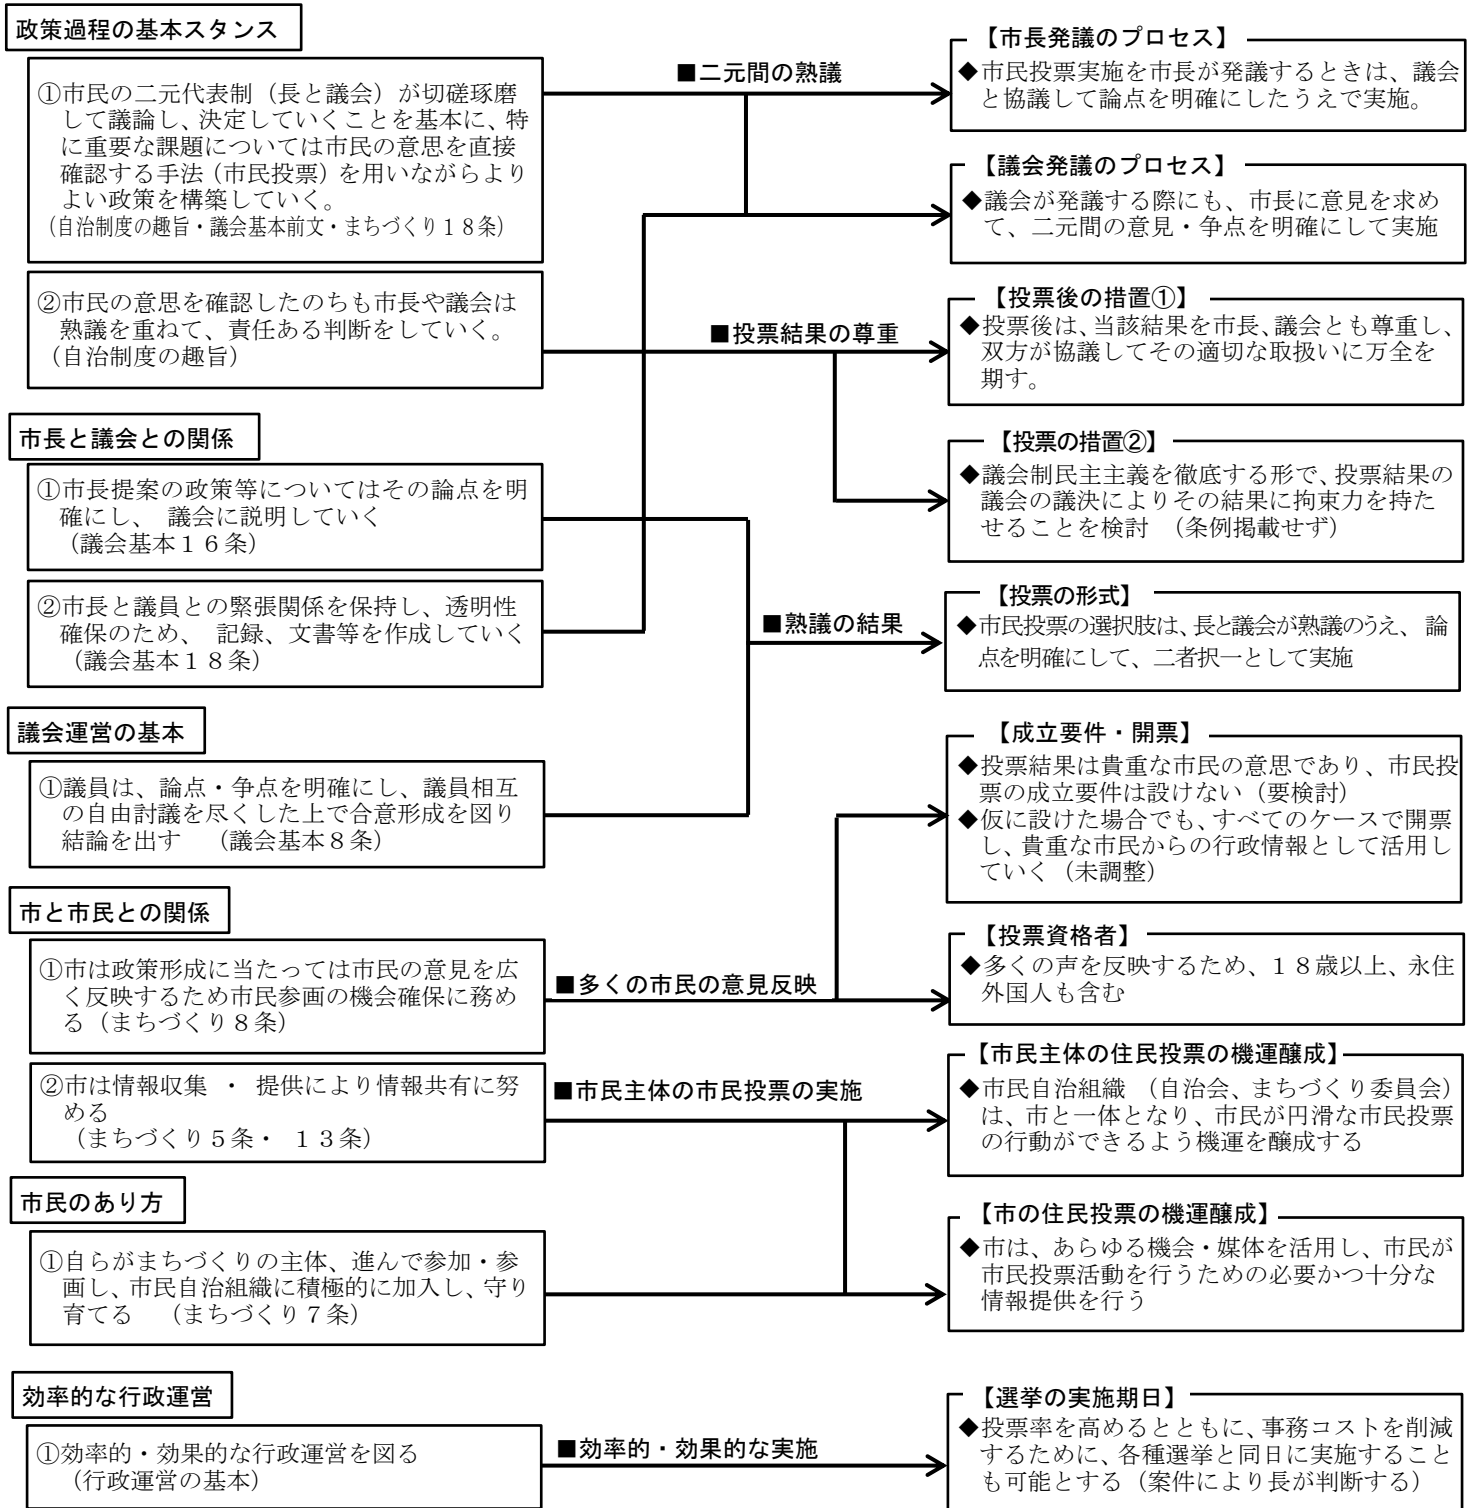 政策過程の基本スタンス
①市民の二元代表制（長と議会）が切磋琢磨
して議論し、決定していくことを基本に、特
に重要な課題については市民の意思を直接
確認する手法（市民投票）を用いながらより
よい政策を構築していく。
（自治制度の趣旨・議会基本前文・まちづくり１８条）
②市民の意思を確認したのちも市長や議会は
熟議を重ねて、責任ある判断をしていく。
（自治制度の趣旨）
市長と議会との関係
①市長提案の政策等についてはその論点を明
確にし、 議会に説明していく
（議会基本１６条）
②市長と議員との緊張関係を保持し、透明性
確保のため、 記録、文書等を作成していく
（議会基本１８条）
議会運営の基本
①議員は、論点・争点を明確にし、議員相互
の自由討議を尽くした上で合意形成を図り
結論を出す　（議会基本８条）
市と市民との関係
①市は政策形成に当たっては市民の意見を広
く反映するため市民参画の機会確保に務め
る（まちづくり８条）
②市は情報収集 ・ 提供により情報共有に努
める
（まちづくり５条・ １３条）
市民のあり方
①自らがまちづくりの主体、進んで参加・参
画し、市民自治組織に積極的に加入し、守り
育てる　（まちづくり７条）
効率的な行政運営
①効率的・効果的な行政運営を図る
（行政運営の基本）
■二元間の熟議
■投票結果の尊重
■熟議の結果
■多くの市民の意見反映
■市民主体の市民投票の実施
■効率的・効果的な実施
【市長発議のプロセス】
◆市民投票実施を市長が発議するときは、議会
と協議して論点を明確にしたうえで実施。
【議会発議のプロセス】
◆議会が発議する際にも、市長に意見を求め
て、二元間の意見・争点を明確にして実施
【投票後の措置①】
◆投票後は、当該結果を市長、議会とも尊重し、
双方が協議してその適切な取扱いに万全を
期す。
【投票の措置②】
◆議会制民主主義を徹底する形で、投票結果の
議会の議決によりその結果に拘束力を持た
せることを検討　（条例掲載せず）
【投票の形式】
◆市民投票の選択肢は、長と議会が熟議のうえ、 論
点を明確にして、二者択一として実施
【成立要件・開票】
◆投票結果は貴重な市民の意思であり、市民投
票の成立要件は設けない（要検討）
◆仮に設けた場合でも、すべてのケースで開票
し、貴重な市民からの行政情報として活用し
ていく（未調整）
【投票資格者】
◆多くの声を反映するため、１８歳以上、永住
外国人も含む
【市民主体の住民投票の機運醸成】
◆市民自治組織 （自治会、まちづくり委員会）
は、市と一体となり、市民が円滑な市民投票
の行動ができるよう機運を醸成する
【市の住民投票の機運醸成】
◆市は、あらゆる機会・媒体を活用し、市民が
市民投票活動を行うための必要かつ十分な
情報提供を行う
【選挙の実施期日】
◆投票率を高めるとともに、事務コストを削減
するために、各種選挙と同日に実施すること
も可能とする（案件により長が判断する）